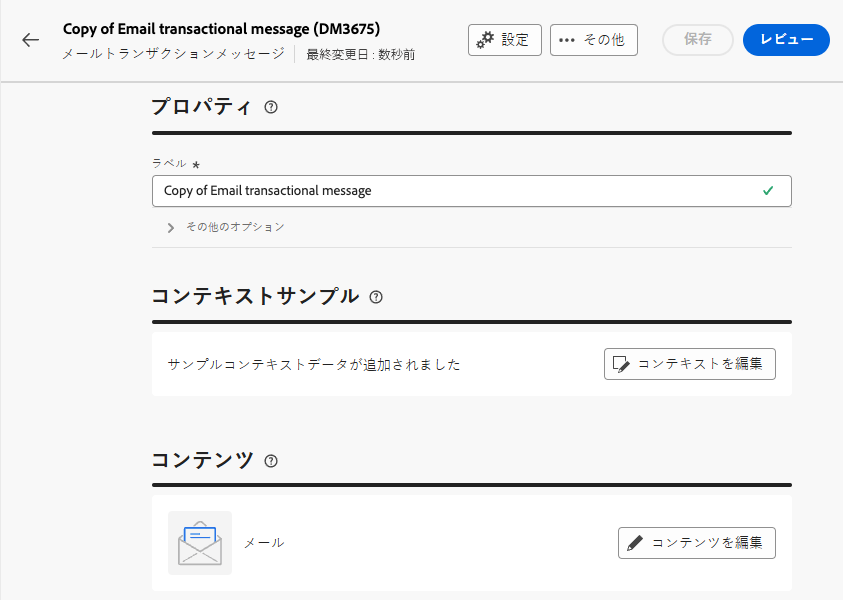 Copy of Email transactional message (DM3675)
メールトランザクションメッセージ 最終変更日 : 数秒前
設定
その他
保存
レビュー
プロパティ
ラベル *
Copy of Email transactional message
その他のオプション
コンテキストサンプル
サンプルコンテキストデータが追加されました
コンテキストを編集
コンテンツ
メール
コンテンツを編集